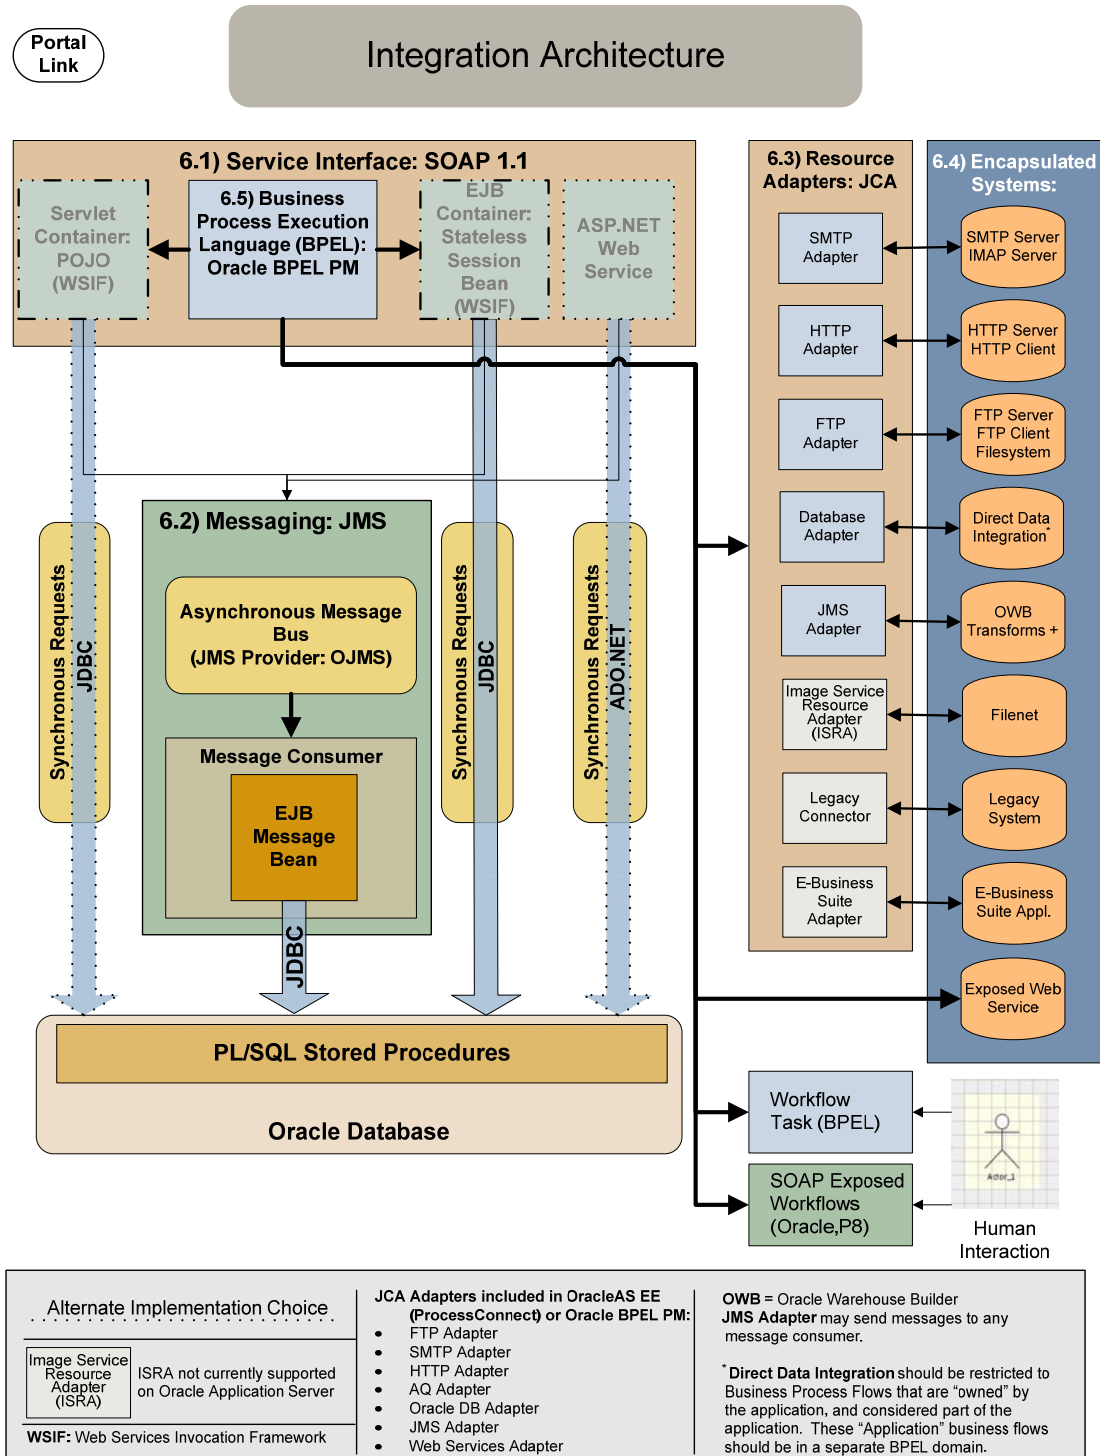 Portal
Link
Integration Architecture
6.1) Service Interface: SOAP 1.1
Servlet
Container:
POJO
(WSIF)
6.5) Business
Process Execution
Language (BPEL):
Oracle BPEL PM
EJB
Container:
Stateless
Session
Bean
(WSIF)
ASP.NET
Web
Service
6.2) Messaging: JMS
Asynchronous Message
Bus
(JMS Provider: OJMS)
Message Consumer
EJB
Message
Bean
JDBC
Synchronous Requests
JDBC
Synchronous Requests
JDBC
Synchronous Requests
ADO.NET
PL/SQL Stored Procedures
Oracle Database
6.3) Resource
Adapters: JCA
SMTP
Adapter
HTTP
Adapter
FTP
Adapter
Database
Adapter
JMS
Adapter
Image Service
Resource
Adapter
(ISRA)
Legacy
Connector
E-Business
Suite
Adapter
6.4) Encapsulated
Systems:
SMTP Server
IMAP Server
HTTP Server
HTTP Client
FTP Server
FTP Client
Filesystem
Direct Data
Integration*
OWB
Transforms +
Filenet
Legacy
System
E-Business
Suite Appl.
Exposed Web
Service
Workflow
Task (BPEL)
SOAP Exposed
Workflows
(Oracle,P8)
Actor_1
Human
Interaction
Alternate Implementation Choice
Image Service
Resource
Adapter
(ISRA)
ISRA not currently supported
on Oracle Application Server
WSIF: Web Services Invocation Framework
JCA Adapters included in OracleAS EE
(ProcessConnect) or Oracle BPEL PM:
• FTP Adapter
• SMTP Adapter
• HTTP Adapter
• AQ Adapter
• Oracle DB Adapter
• JMS Adapter
• Web Services Adapter
OWB = Oracle Warehouse Builder
JMS Adapter may send messages to any
message consumer.
*Direct Data Integration should be restricted to
Business Process Flows that are “owned” by
the application, and considered part of the
application. These “Application” business flows
should be in a separate BPEL domain.